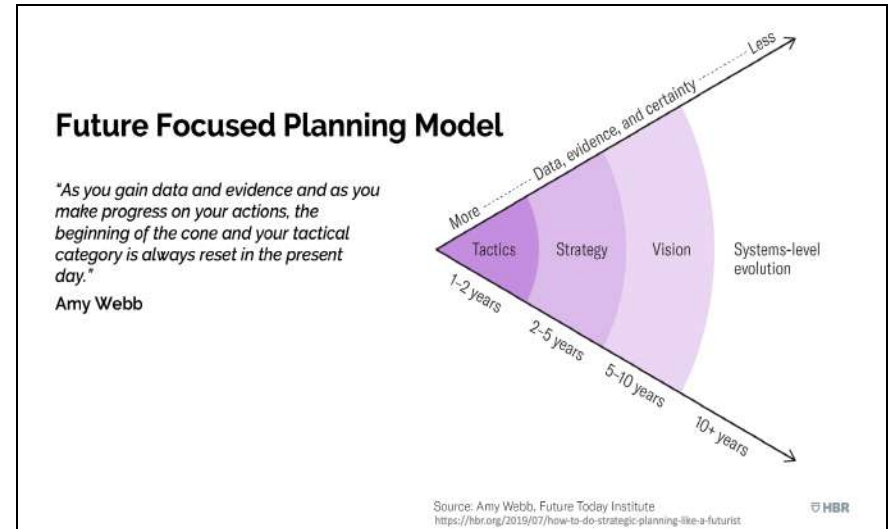 Future Focused Planning Model
"As you gain data and evidence and as you
make progress on your actions, the
beginning of the cone and your tactical
category is always reset in the present
day."
Amy Webb
More
Data, evidence, and certainty
Less
Tactics
Strategy
Vision
Systems-level
evolution
1–2 years
2–5 years
5–10 years
10+ years
Source: Amy Webb, Future Today Institute
https://hbr.org/2019/07/how-to-do-strategic-planning-like-a-futurist
HBR